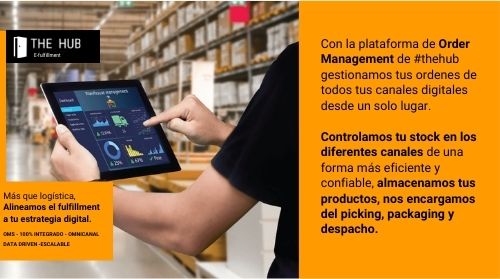 THE HUB
E-fulfillment
Warehouse management
Dashboard
Más que logística,
Alineamos el fulfillment
a tu estrategia digital.
OMS - 100% INTEGRADO - OMNICANAL
DATA DRIVEN -ESCALABLE
Con la plataforma de Order
Management de #thehub
gestionamos tus ordenes de
todos tus canales digitales
desde un solo lugar.
Controlamos tu stock en los
diferentes canales de una
forma más eficiente y
confiable, almacenamos tus
productos, nos encargamos
del picking, packaging y
despacho.